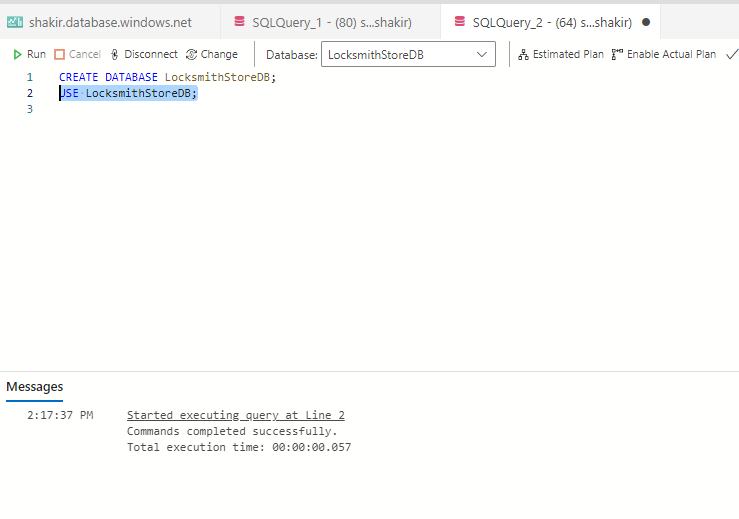 shakir.database.windows.net SQLQuery_1 - (80) s...shakir) SQLQuery_2 - (64) s...shakir)
Run Cancel Disconnect Change Database: LocksmithStoreDB Estimated Plan Enable Actual Plan
1 CREATE DATABASE LocksmithStoreDB;
2 USE LocksmithStoreDB;
3
Messages
2:17:37 PM Started executing query at Line 2
Commands completed successfully.
Total execution time: 00:00:00.057